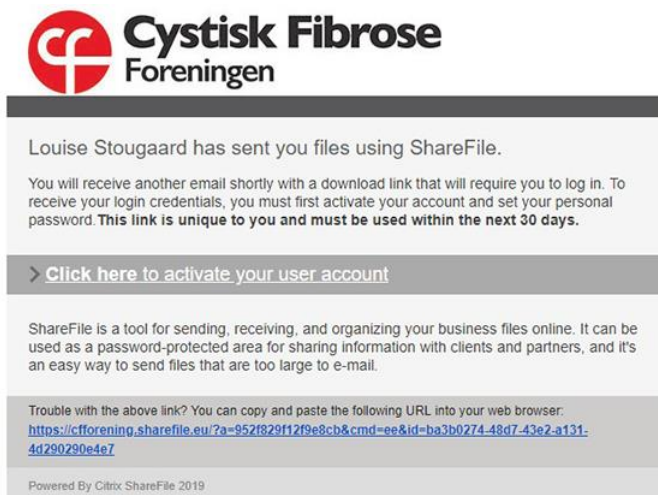 cf Cystisk Fibrose
Foreningen
Louise Stougaard has sent you files using ShareFile.
You will receive another email shortly with a download link that will require you to log in. To
receive your login credentials, you must first activate your account and set your personal
password. This link is unique to you and must be used within the next 30 days.
> Click here to activate your user account
ShareFile is a tool for sending, receiving, and organizing your business files online. It can be
used as a password-protected area for sharing information with clients and partners, and it's
an easy way to send files that are too large to e-mail.
Trouble with the above link? You can copy and paste the following URL into your web browser:
https://cfforening.sharefile.eu/?a=952f829f12f9e8cb&cmd=ee&id=ba3b0274-48d7-43e2-a131-
4d290290e4e7
Powered By Citrix ShareFile 2019